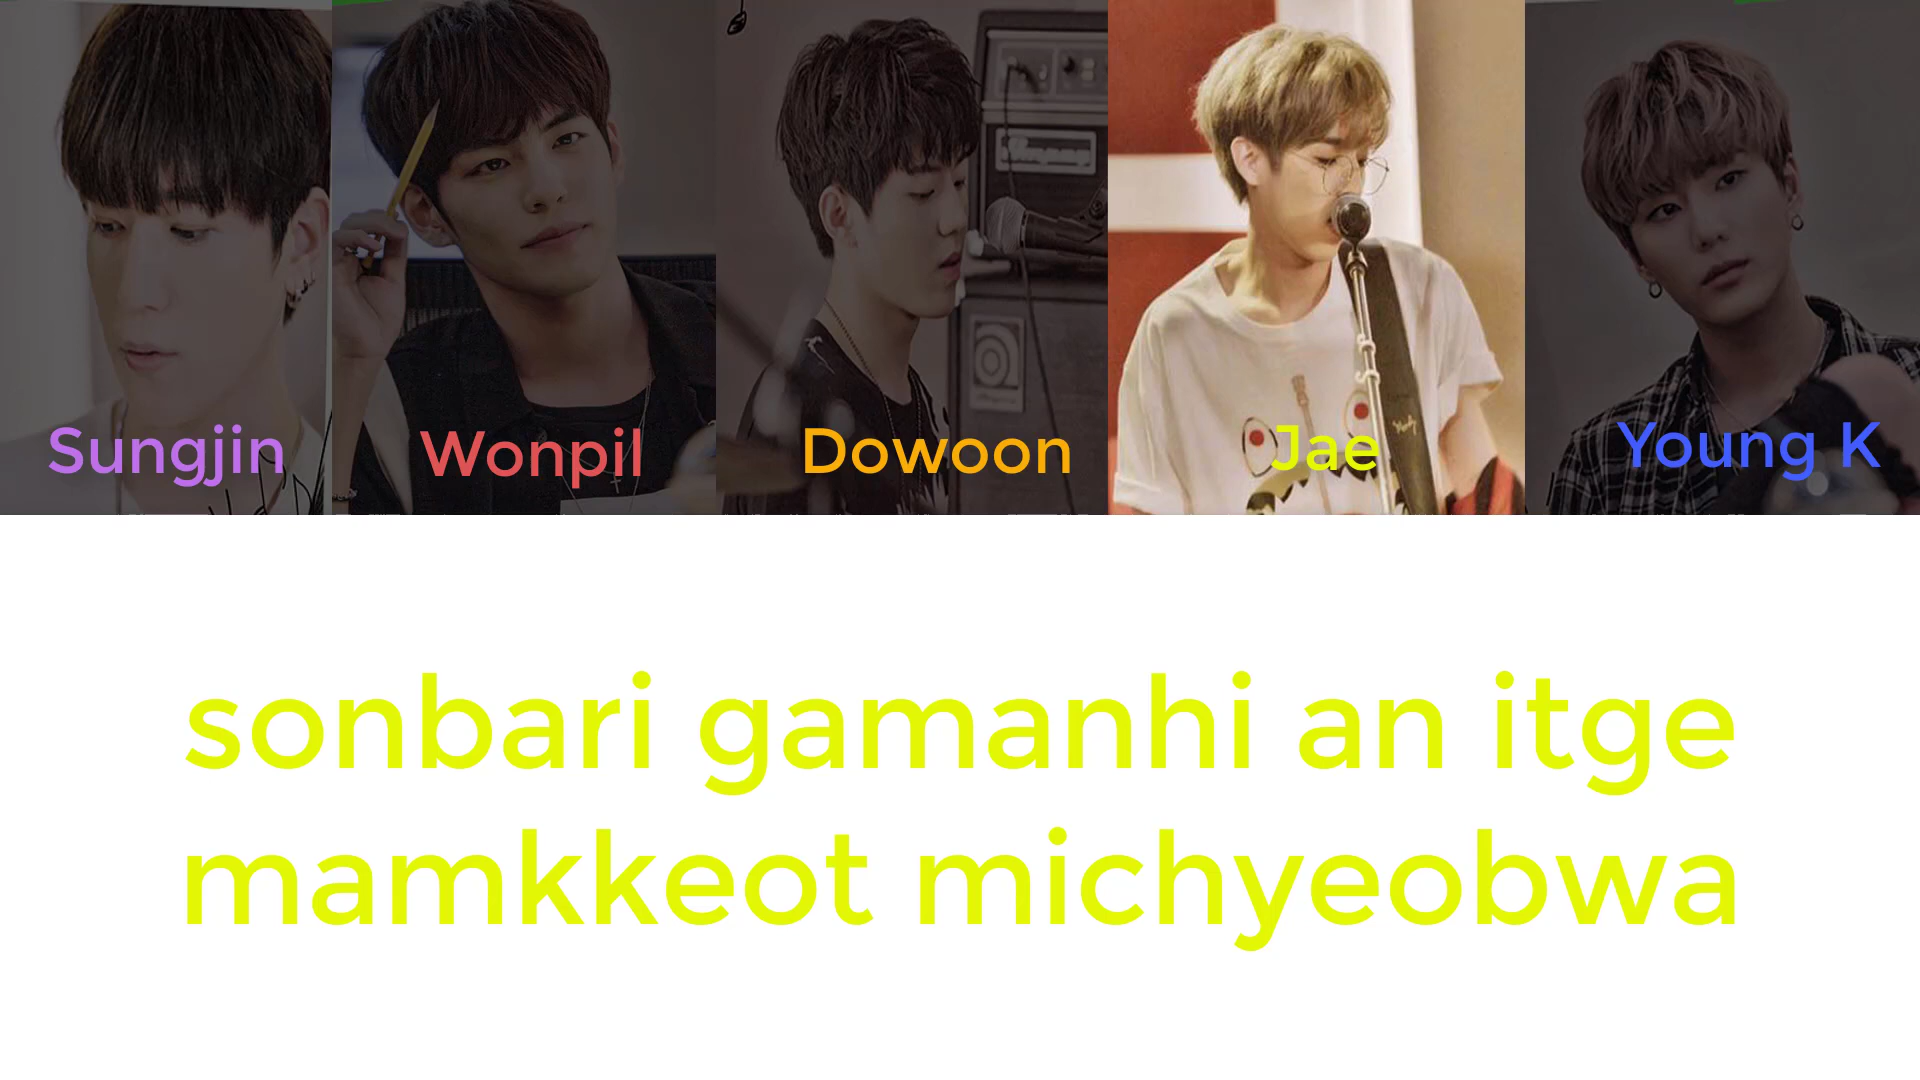 Sungjin
Wonpil
Dowoon
Jae
Young K
sonbari gamanhi an itge
mamkkeot michyeobwa